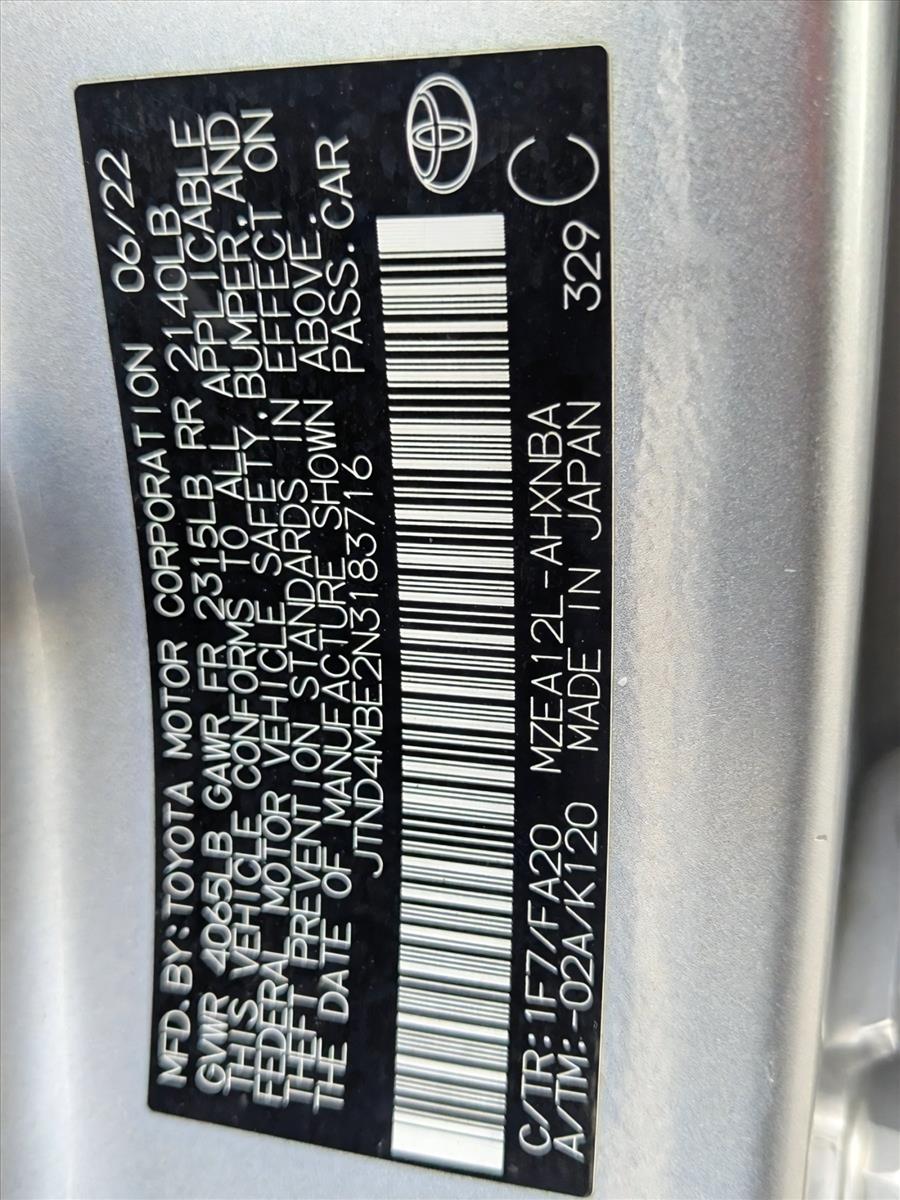 MFD.BY:TOYOTA MOTOR CORPORATION 06/22
GVWR 4065LB GAWR FR 2315LB RR 2140LB
THIS VEHICLE CONFORMS TO ALL APPLICABLE
FEDERAL MOTOR VEHICLE SAFETY,BUMPER,AND
THEFT PREVENTION STANDARDS IN EFFECT ON
THE DATE OF MANUFACTURE SHOWN ABOVE.
JTND4MBE2N3183716 PASS.CAR
C/TR:1F7/FA20 MZEA12L-AHXNBA
A/TM:-02A/K120 MADE IN JAPAN 329 C